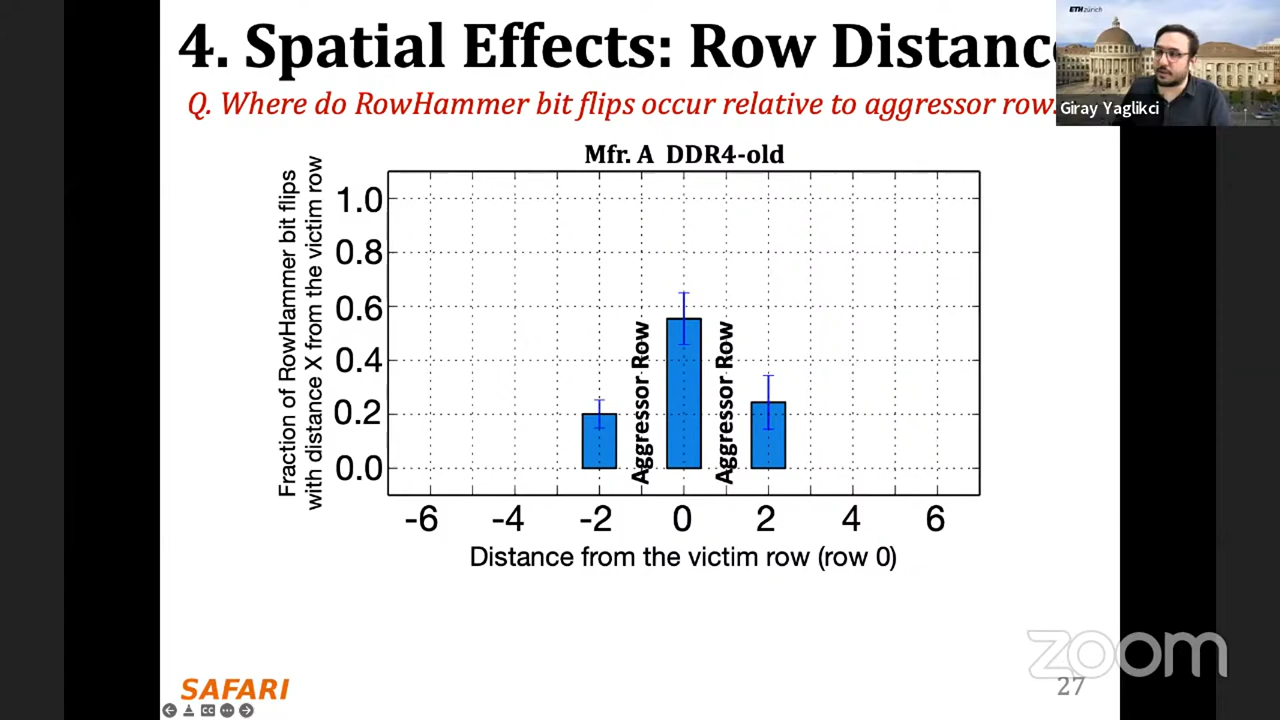 4. Spatial Effects: Row Distanc
Q. Where do RowHammer bit flips occur relative to aggressor row
ETH zürich
Giray Yaglikci
Mfr. A DDR4-old
Fraction of RowHammer bit flips
with distance X from the victim row
1.0
0.8
0.6
0.4
0.2
0.0
Aggressor Row
Aggressor Row
-6 -4 -2 0 2 4 6
Distance from the victim row (row 0)
zoom
SAFARI
27
CC